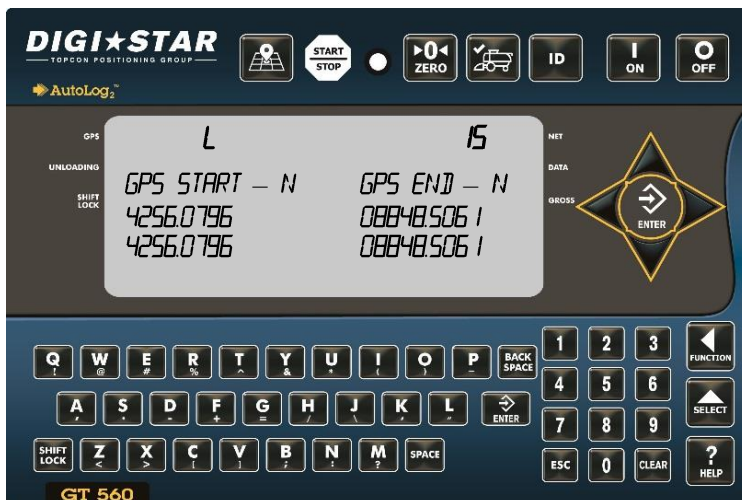 DIGI★STAR
TOPCON POSITIONING GROUP
AutoLog2™
START
STOP
▸0◂
ZERO
ID
I
ON
O
OFF
GPS
UNLOADING
SHIFT
LOCK
L 15
GPS START – N GPS END – N
4256.0796 08848.5061
4256.0796 08848.5061
NET
DATA
GROSS
ENTER
Q W E R T Y U I O P BACK SPACE
! @ # % ^ & * ( ) _
A S D F G H J K L ENTER
SHIFT LOCK Z X C V B N M SPACE
< > [ ] ; : ?
1 2 3 FUNCTION
4 5 6 SELECT
7 8 9
ESC 0 CLEAR ? HELP
GT 560